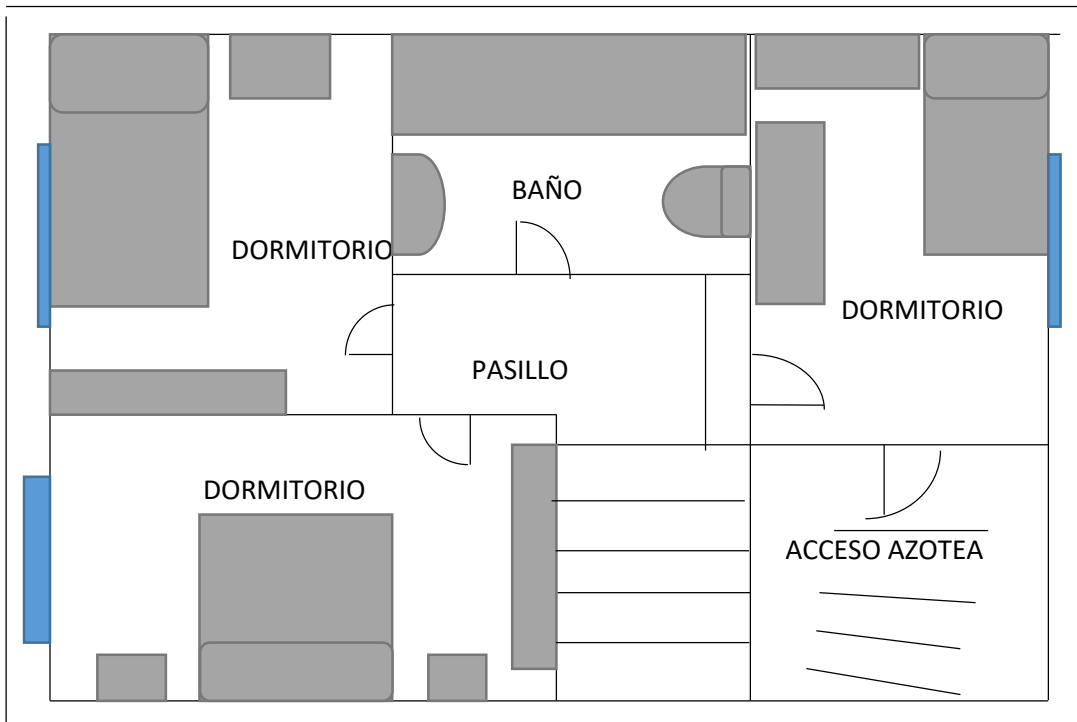 BAÑO
DORMITORIO
DORMITORIO
PASILLO
DORMITORIO
ACCESO AZOTEA